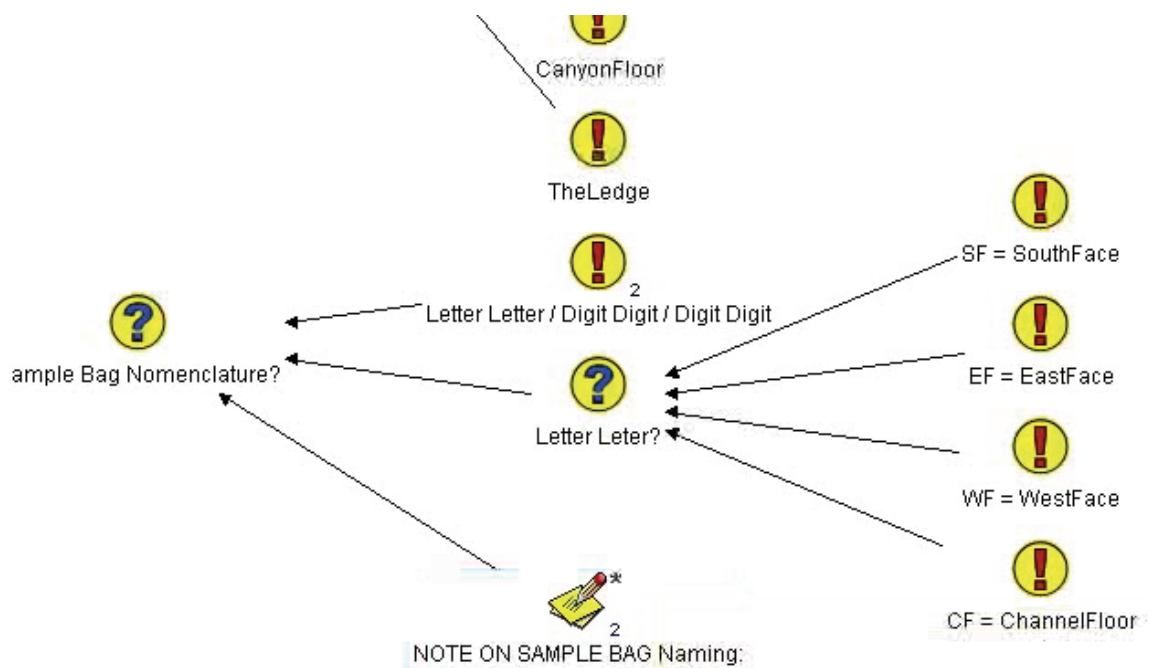 CanyonFloor
TheLedge
SF = SouthFace
2
Letter Letter / Digit Digit / Digit Digit
ample Bag Nomenclature?
EF = EastFace
Letter Leter?
WF = WestFace
*
2
CF = ChannelFloor
NOTE ON SAMPLE BAG Naming: